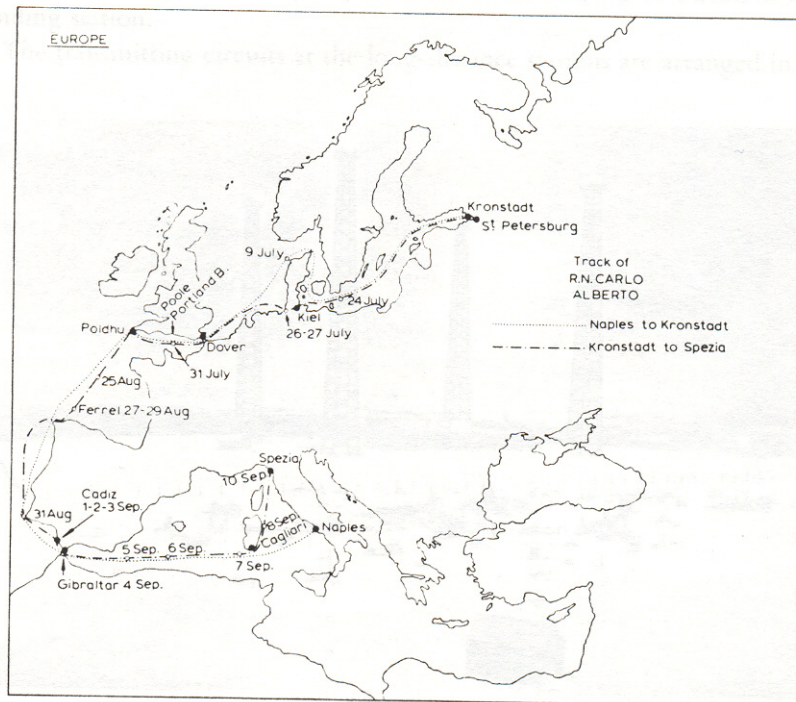 EUROPE
Kronstadt
St Petersburg
9 July
Track of
R.N. CARLO
ALBERTO
Naples to Kronstadt
Kronstadt to Spezia
24 July
Kiel
26-27 July
Poole
Portland B.
Poldhu
Dover
31 July
25 Aug
Ferrel 27-29 Aug
Spezia
10 Sep.
31 Aug
Cadiz
1-2-3 Sep.
8 Sep.
Cagliari
Naples
5 Sep.
6 Sep.
7 Sep.
Gibraltar 4 Sep.